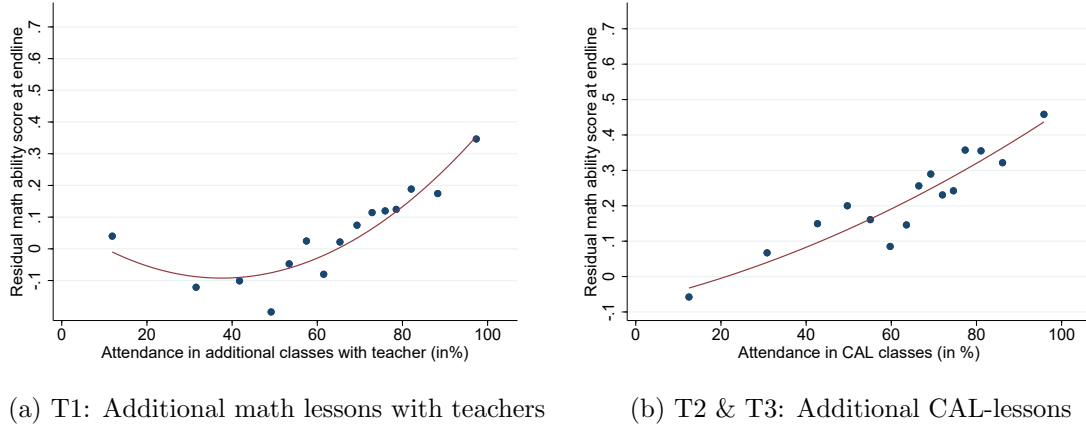 Residual math ability score at endline
.7
.6
.5
.4
.3
.2
.1
0
-.1
0 20 40 60 80 100
Attendance in additional classes with teacher (in%)
(a) T1: Additional math lessons with teachers
Residual math ability score at endline
.7
.6
.5
.4
.3
.2
.1
0
-.1
0 20 40 60 80 100
Attendance in CAL classes (in %)
(b) T2 & T3: Additional CAL-lessons